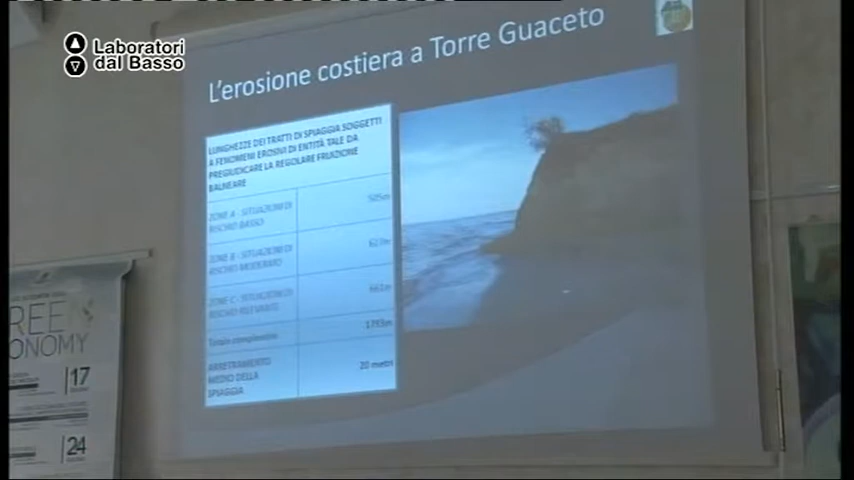 Laboratori
dal Basso
L'erosione costiera a Torre Guaceto
LUNGHEZZE DEI TRATTI DI SPIAGGIA SOGGETTI
A FENOMENI EROSIVI DI ENTITÀ TALE DA
PREGIUDICARE LA REGOLARE FRUIZIONE
BALNEARE
ZONE A - SITUAZIONI DI
RISCHIO BASSO
505m
ZONE B - SITUAZIONI DI
RISCHIO MODERATO
627m
ZONE C - SITUAZIONI DI
RISCHIO RILEVANTE
661m
Totale complessivo
1793m
ARRETRAMENTO
MEDIO DELLA
SPIAGGIA
20 metri
REE
ONOMY
17
24